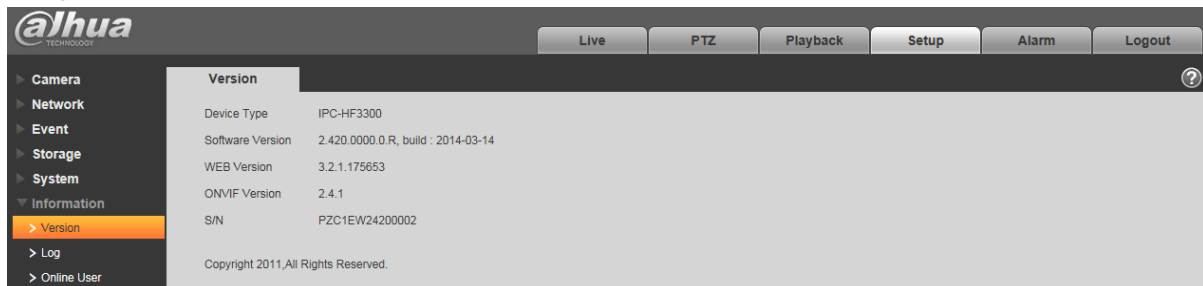 alhua
TECHNOLOGY
Live PTZ Playback Setup Alarm Logout
Camera
Network
Event
Storage
System
Information
Version
Log
Online User
Version
?
Device Type IPC-HF3300
Software Version 2.420.0000.0.R, build : 2014-03-14
WEB Version 3.2.1.175653
ONVIF Version 2.4.1
S/N PZC1EW24200002
Copyright 2011,All Rights Reserved.